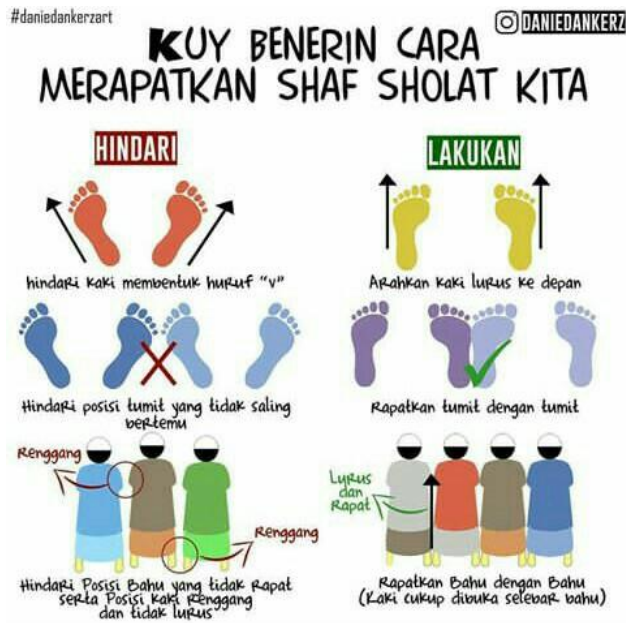 #daniedankerzart
DANIEDANKERZ
KUY BENERIN CARA
MERAPATKAN SHAF SHOLAT KITA
HINDARI
hindari kaki membentuk huruf "v"
Hindari posisi tumit yang tidak saling
bertemu
Renggang
Renggang
Hindari Posisi Bahu yang tidak Rapat
serta Posisi kaki Renggang
dan tidak lurus
LAKUKAN
Arahkan kaki lurus ke depan
Rapatkan tumit dengan tumit
Lurus
dan
Rapat
Rapatkan Bahu dengan Bahu
(Kaki cukup dibuka selebar bahu)